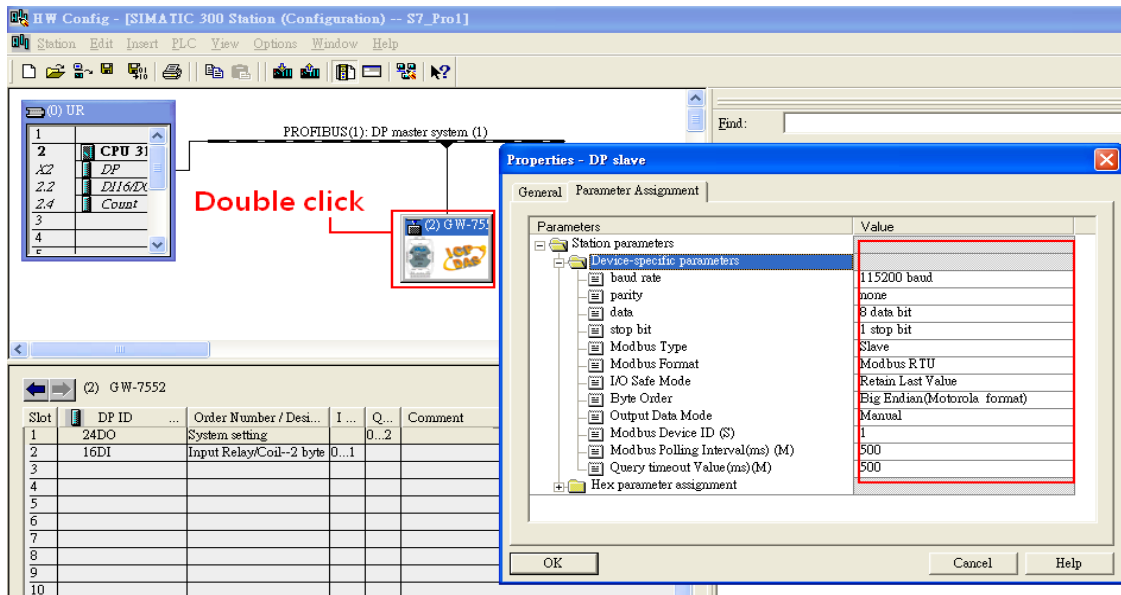 HW Config - [SIMATIC 300 Station (Configuration) -- S7_Pro1]
Station Edit Insert PLC View Options Window Help
(0) UR
1
2 CPU 31
X2 DP
2.2 DI16/DO
2.4 Count
3
4
PROFIBUS(1): DP master system (1)
Double click
(2) GW-755
ICP DAS
Find:
Properties - DP slave
General Parameter Assignment
Parameters Value
Station parameters
Device-specific parameters
baud rate 115200 baud
parity none
data 8 data bit
stop bit 1 stop bit
Modbus Type Slave
Modbus Format Modbus RTU
I/O Safe Mode Retain Last Value
Byte Order Big Endian(Motorola format)
Output Data Mode Manual
Modbus Device ID (S) 1
Modbus Polling Interval(ms) (M) 500
Query timeout Value(ms)(M) 500
Hex parameter assignment
OK Cancel Help
(2) GW-7552
Slot DP ID ... Order Number / Desi... I ... Q... Comment
1 24DO System setting 0...2
2 16DI Input Relay/Coil--2 byte 0...1
3
4
5
6
7
8
9
10